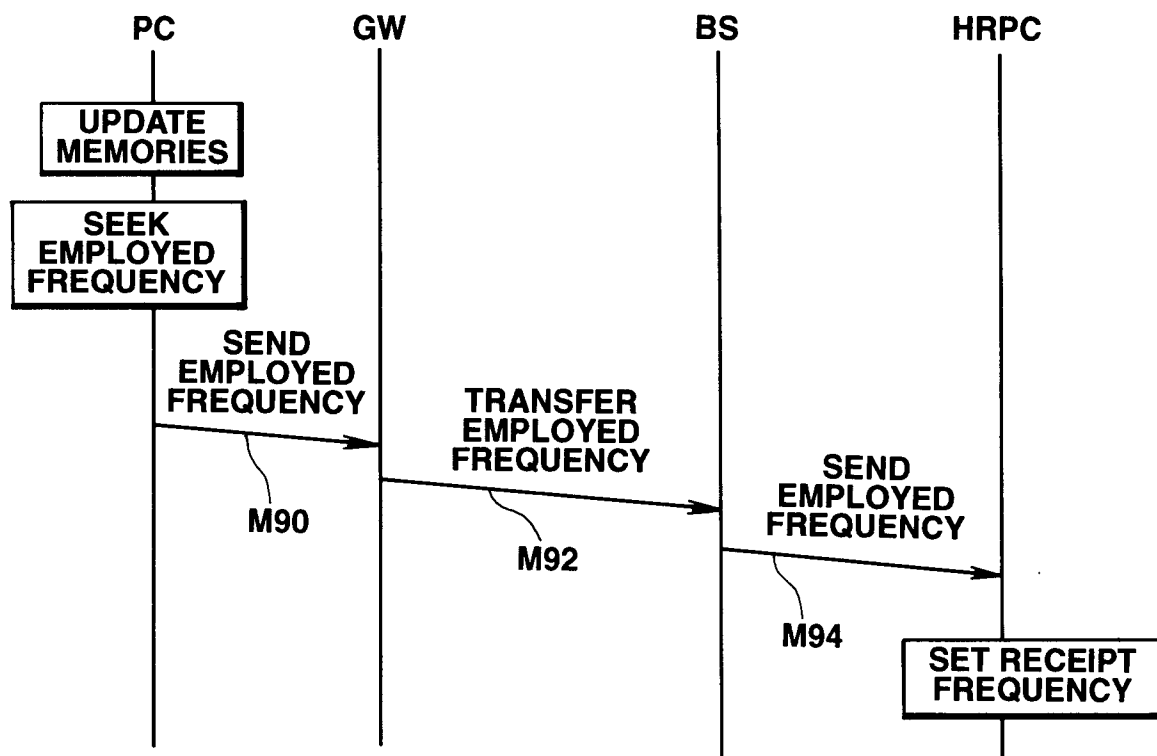 PC
GW
BS
HRPC
UPDATE
MEMORIES
SEEK
EMPLOYED
FREQUENCY
SEND
EMPLOYED
FREQUENCY
M90
TRANSFER
EMPLOYED
FREQUENCY
M92
SEND
EMPLOYED
FREQUENCY
M94
SET RECEIPT
FREQUENCY